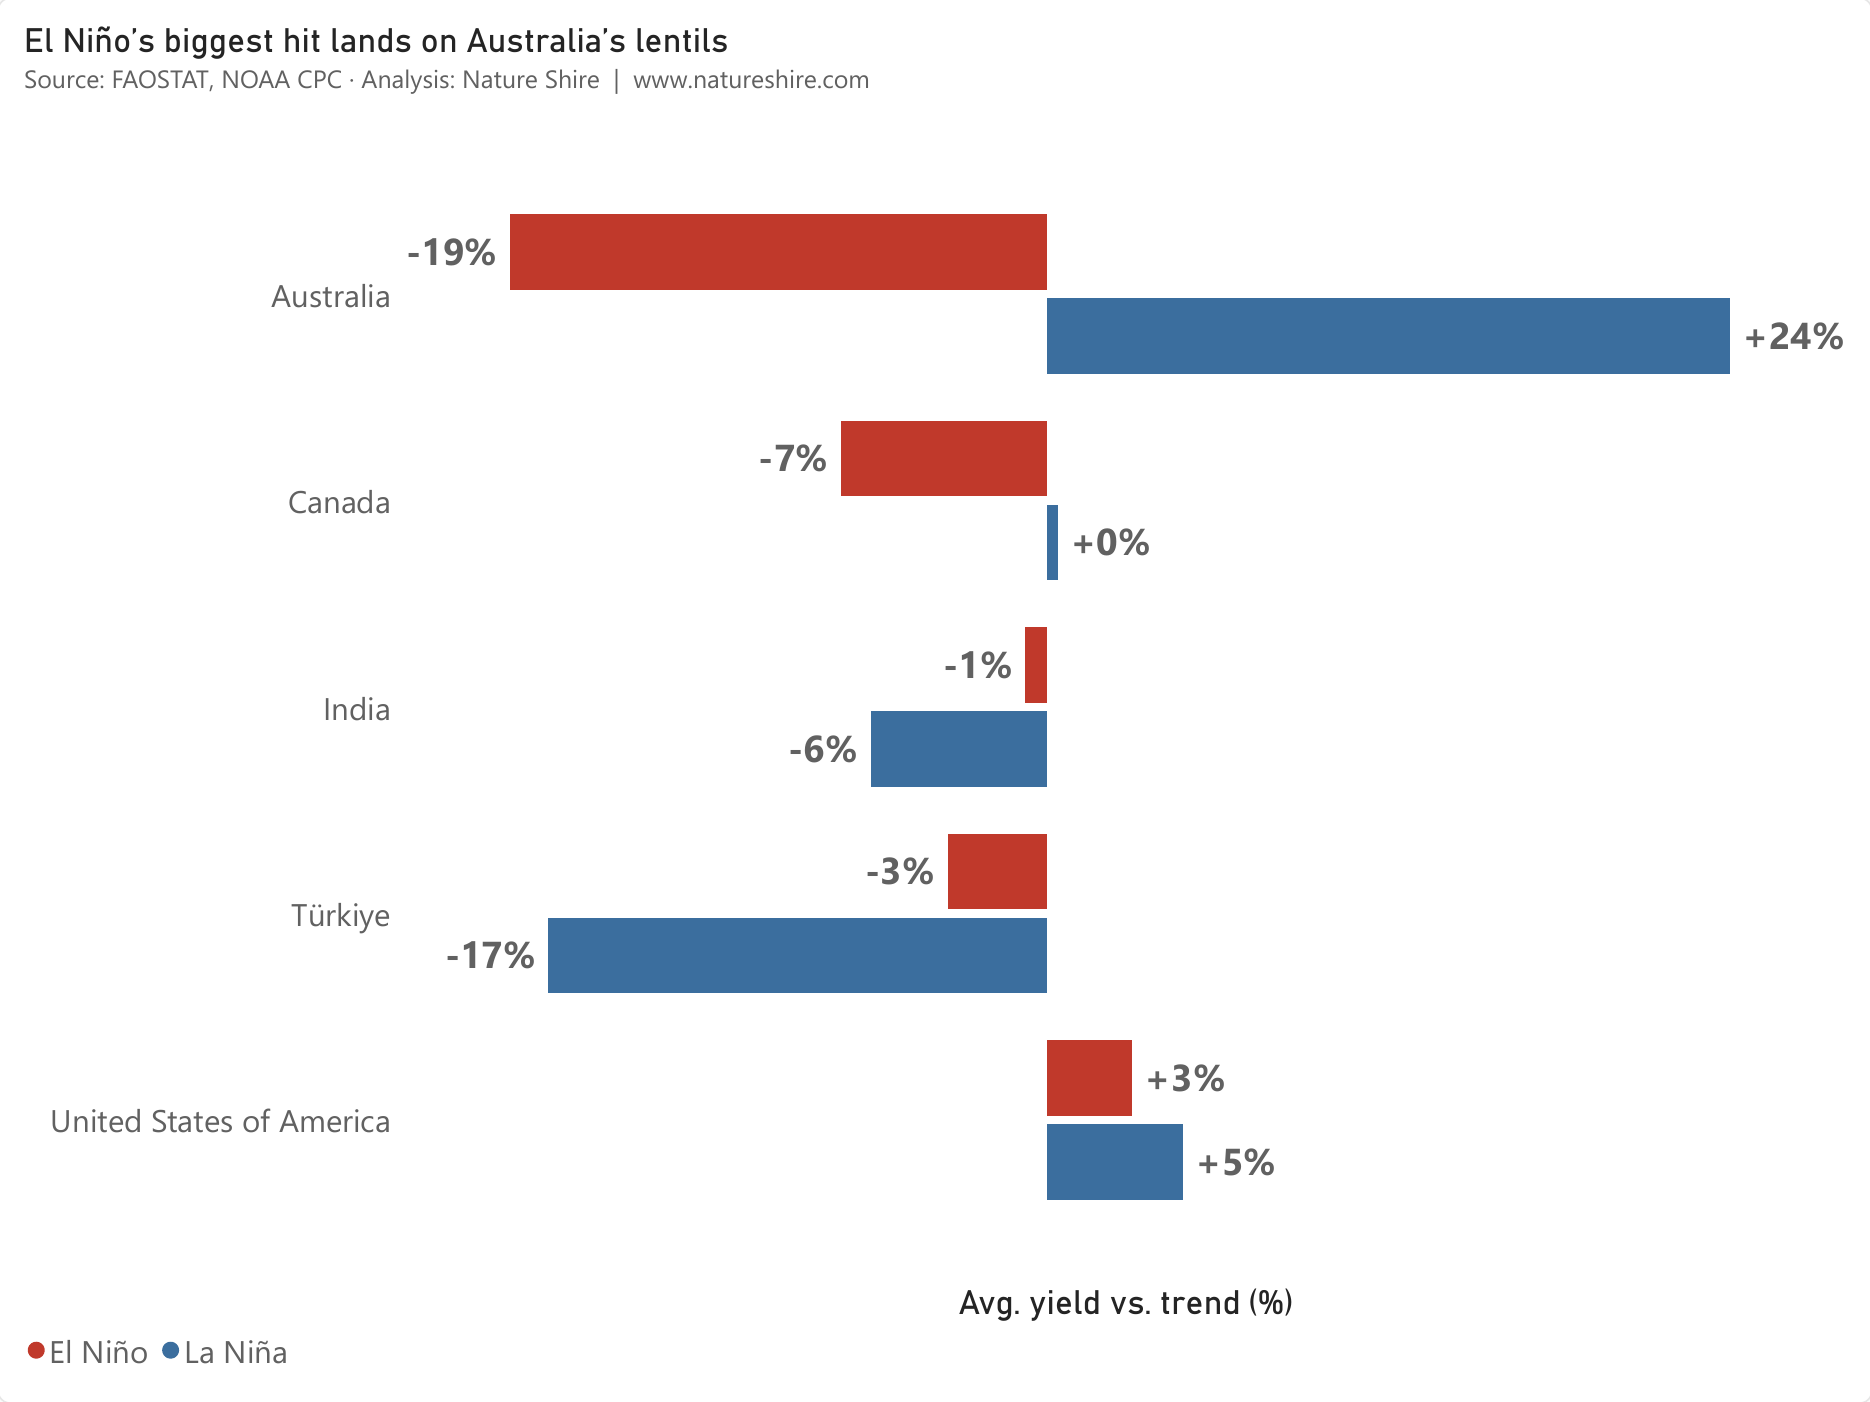 El Niño’s biggest hit lands on Australia’s lentils
Source: FAOSTAT, NOAA CPC · Analysis: Nature Shire | www.natureshire.com
-19%
Australia
+24%
-7%
Canada
+0%
-1%
India
-6%
-3%
Türkiye
-17%
+3%
United States of America
+5%
Avg. yield vs. trend (%)
El Niño La Niña